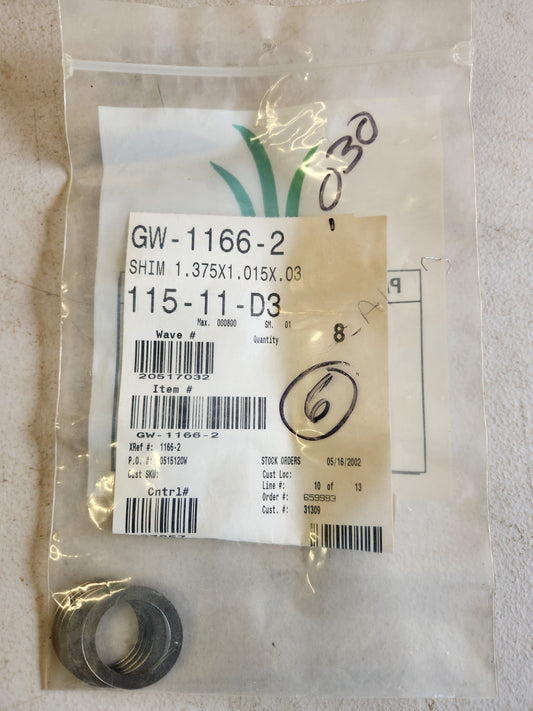 .030
GW-1166-2
SHIM 1.375X1.015X.03
115-11-D3
Max. 000800 SM. 01
Wave # Quantity 8
20517032
Item #
6
GW-1166-2
XRef #: 1166-2
P.O. #: 0515120W STOCK ORDERS 05/16/2002
Cust SKU: Cust Loc:
Line #: 10 of 13
Cntrl# Order #: 659993
Cust. #: 31309